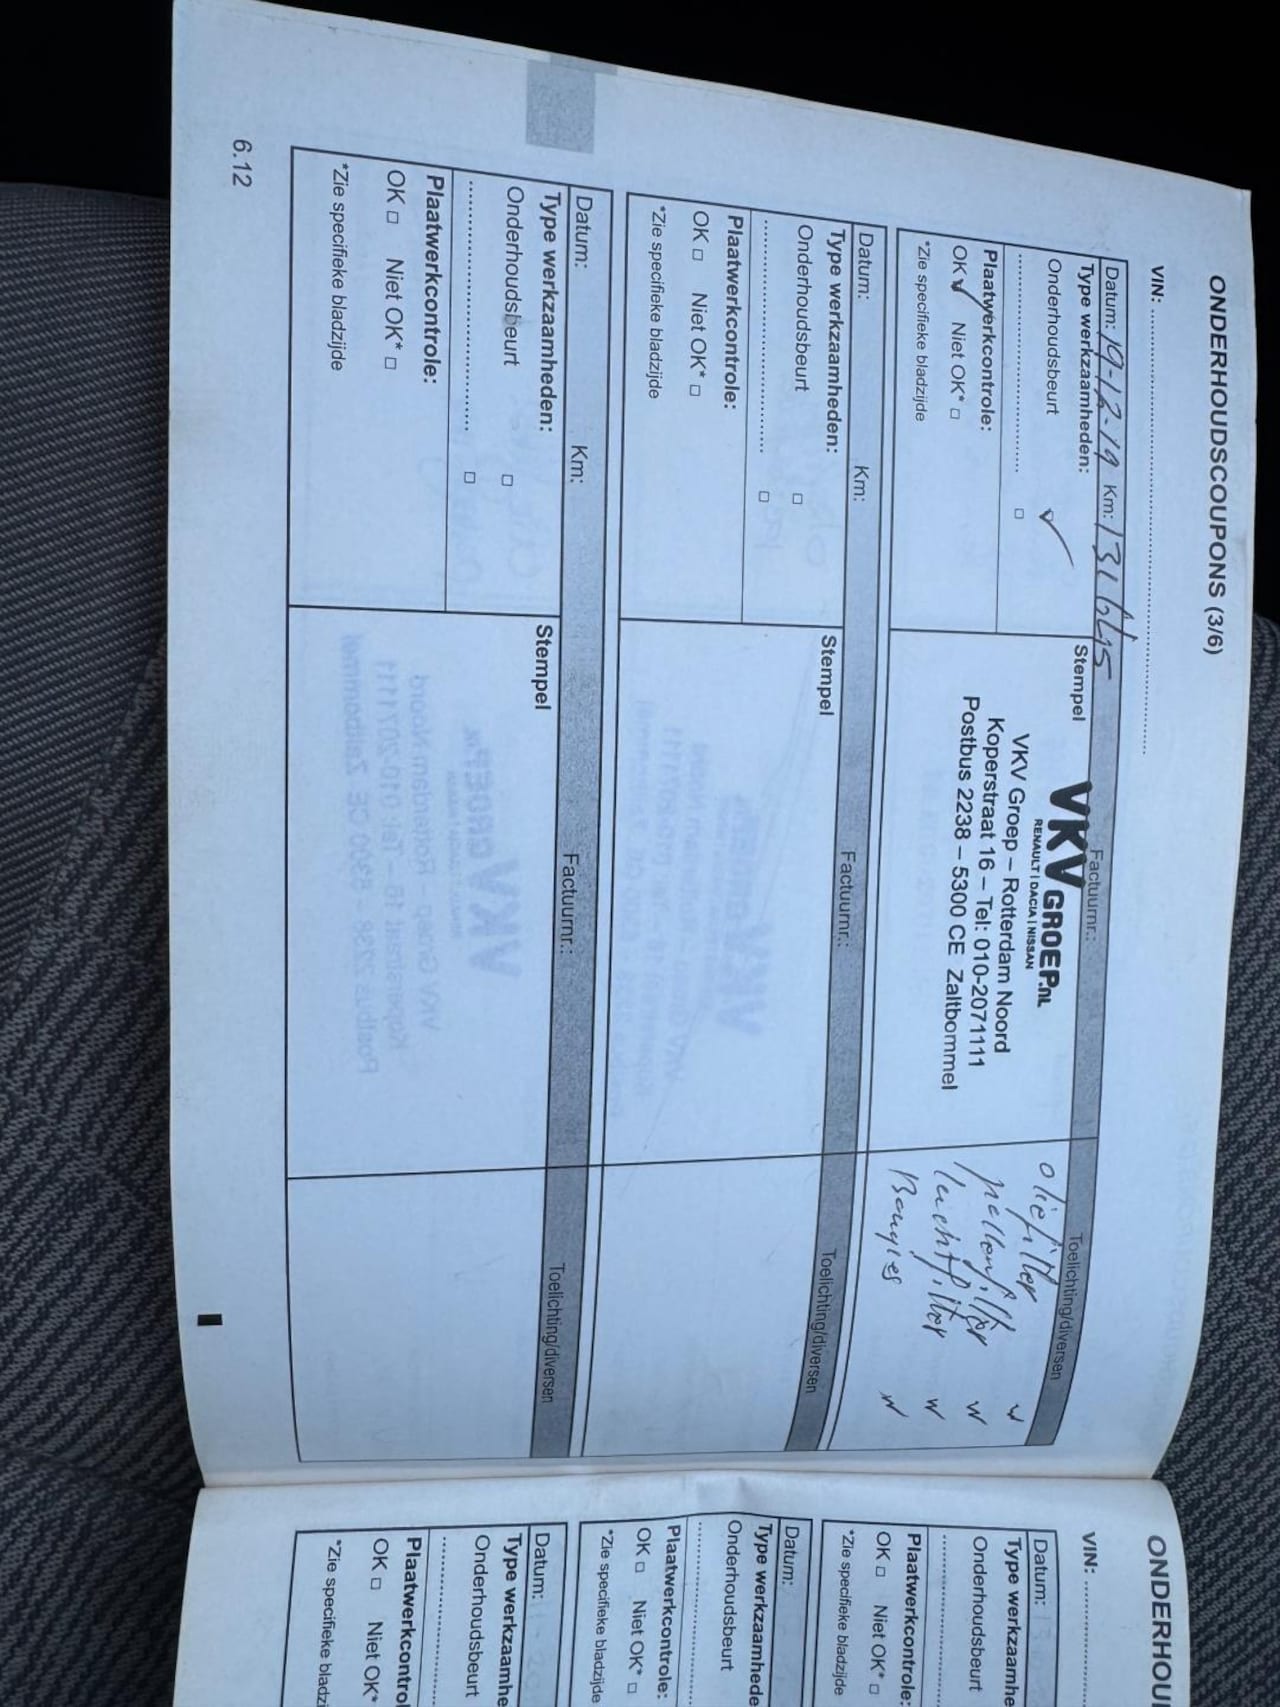 ONDERHOUDSCOUPONS (3/6)
VIN: ..........................................................................
Datum: 19-12-19 Km: 131645 Factuurnr.: Toelichting/diversen
Type werkzaamheden:
Onderhoudsbeurt ✓
.......................................... □
Plaatwerkcontrole:
OK ✓ Niet OK* □
*Zie specifieke bladzijde
Stempel
VKV GROEP.NL
RENAULT I DACIA I NISSAN
VKV Groep – Rotterdam Noord
Koperstraat 16 – Tel: 010-2071111
Postbus 2238 – 5300 CE Zaltbommel
oliefilter v
pollenfilter v
luchtfilter v
Bougies v
Datum: Km: Factuurnr.: Toelichting/diversen
Type werkzaamheden:
Onderhoudsbeurt □
.......................................... □
Plaatwerkcontrole:
OK □ Niet OK* □
*Zie specifieke bladzijde
Stempel
Datum: Km: Factuurnr.: Toelichting/diversen
Type werkzaamheden:
Onderhoudsbeurt □
.......................................... □
Plaatwerkcontrole:
OK □ Niet OK* □
*Zie specifieke bladzijde
Stempel
6.12
ONDERHOU
VIN: ....................
Datum:
Type werkzaamhe
Onderhoudsbeurt
..............................
Plaatwerkcontrole:
OK □ Niet OK* □
*Zie specifieke bladzijde
Datum:
Type werkzaamhede
Onderhoudsbeurt
..............................
Plaatwerkcontrole:
OK □ Niet OK* □
*Zie specifieke bladzijde
Datum:
Type werkzaamhe
Onderhoudsbeurt
..............................
Plaatwerkcontrol
OK □ Niet OK*
*Zie specifieke bladzi